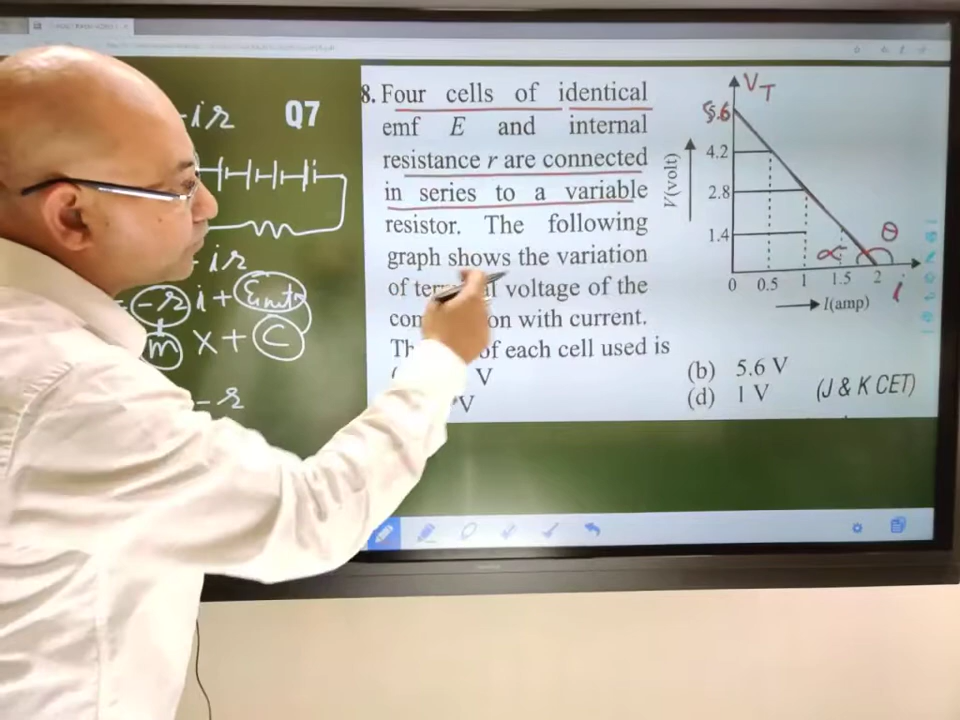 -ir
Q7
-ir
-r i + Emt
m x + C
- r
8. Four cells of identical
emf E and internal
resistance r are connected
in series to a variable
resistor. The following
graph shows the variation
of voltage of the
on with current.
of each cell used is
V
V
(b) 5.6 V
(d) 1 V
(J & K CET)
V_T
5.6
4.2
2.8
1.4
V(volt)
θ
α
0 0.5 1 1.5 2
I(amp)
i